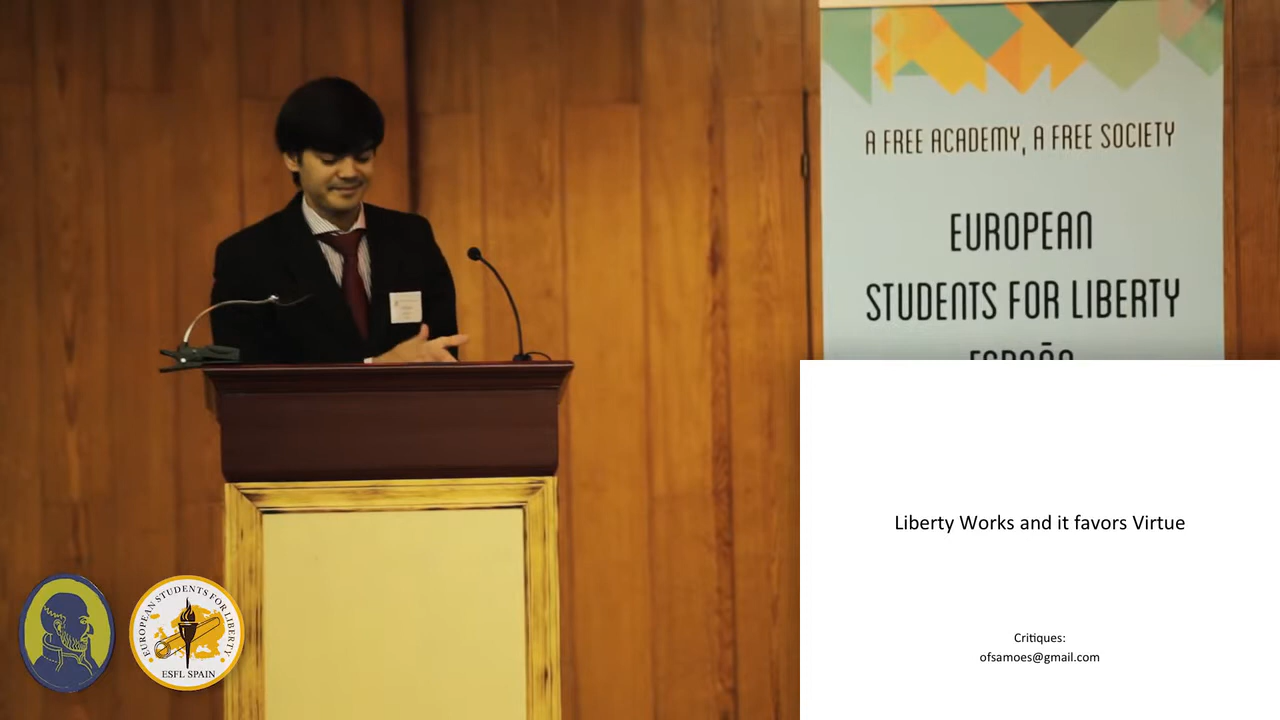 A FREE ACADEMY, A FREE SOCIETY
EUROPEAN
STUDENTS FOR LIBERTY
ESPAÑA
Liberty Works and it favors Virtue
Critiques:
ofsamoes@gmail.com
EUROPEAN STUDENTS FOR LIBERTY
ESFL SPAIN